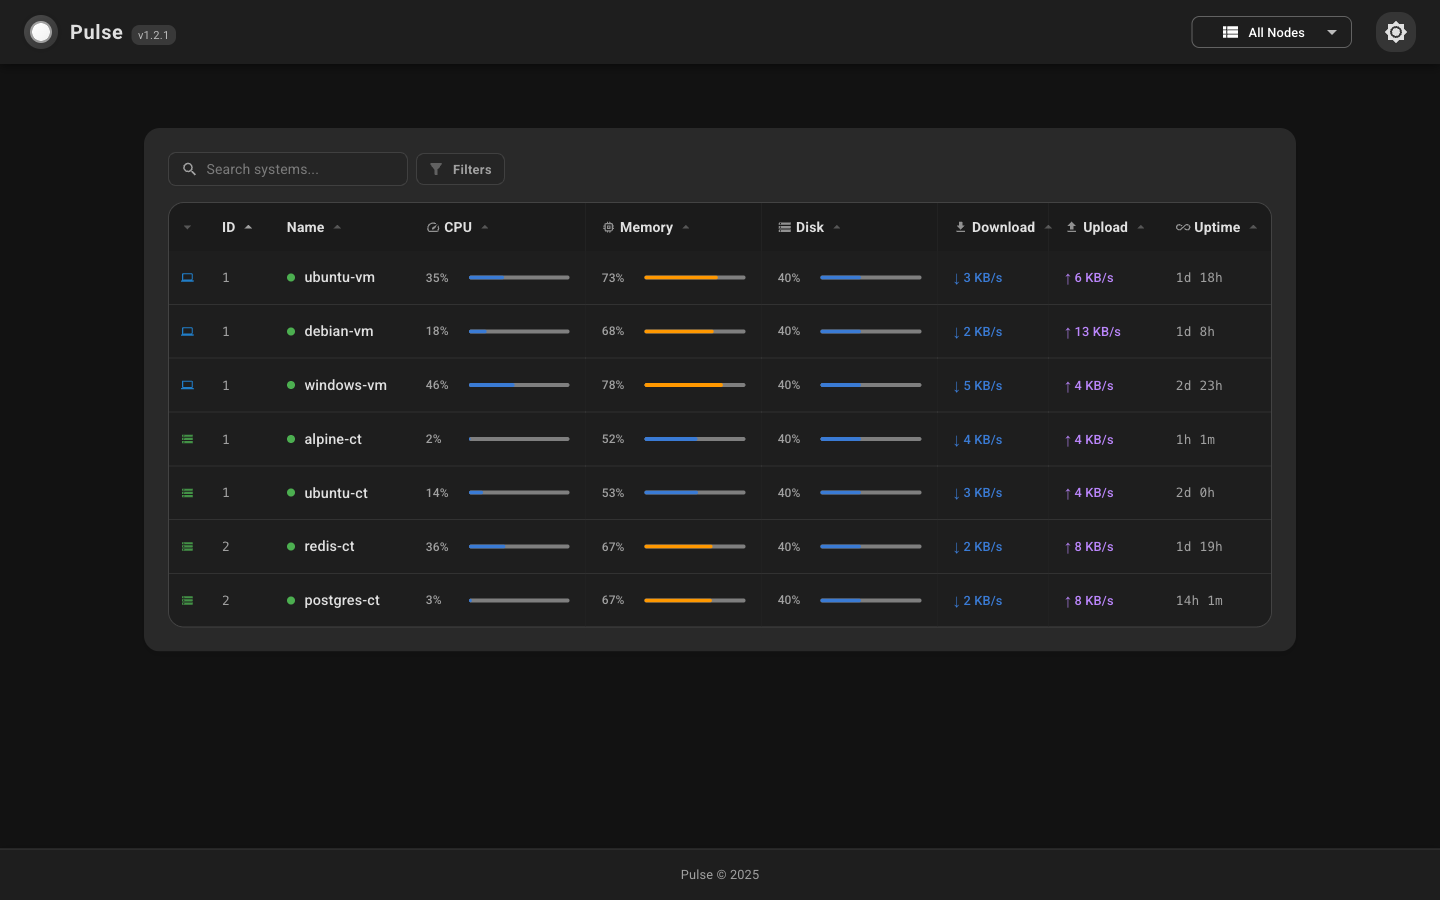 Pulse v1.2.1 All Nodes
Search systems... Filters
ID Name CPU Memory Disk Download Upload Uptime
1 ubuntu-vm 35% 73% 40% ↓ 3 KB/s ↑ 6 KB/s 1d 18h
1 debian-vm 18% 68% 40% ↓ 2 KB/s ↑ 13 KB/s 1d 8h
1 windows-vm 46% 78% 40% ↓ 5 KB/s ↑ 4 KB/s 2d 23h
1 alpine-ct 2% 52% 40% ↓ 4 KB/s ↑ 4 KB/s 1h 1m
1 ubuntu-ct 14% 53% 40% ↓ 3 KB/s ↑ 4 KB/s 2d 0h
2 redis-ct 36% 67% 40% ↓ 2 KB/s ↑ 8 KB/s 1d 19h
2 postgres-ct 3% 67% 40% ↓ 2 KB/s ↑ 8 KB/s 14h 1m
Pulse © 2025